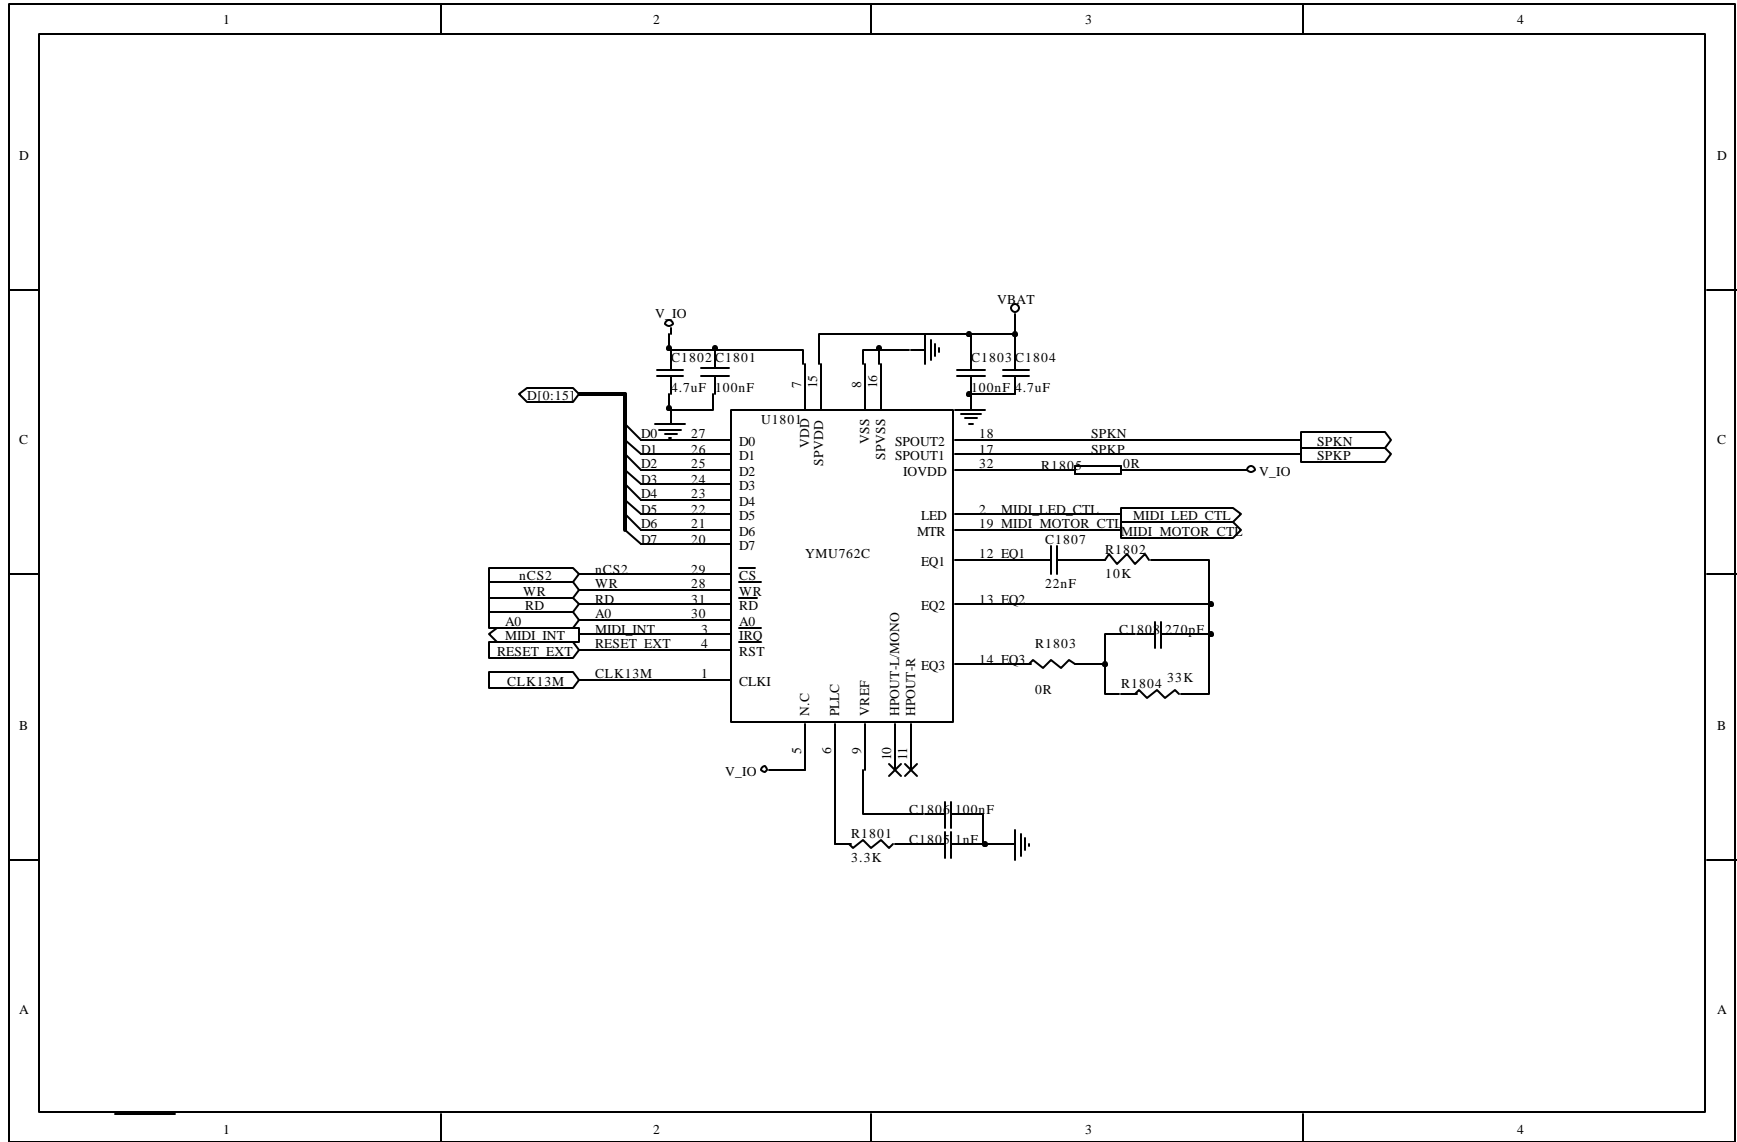 1 2 3 4
D D
VBAT
V_IO
C1802 C1801 C1803 C1804
4.7uF 100nF 7 15 8 16 100nF 4.7uF
D[0:15]
U1801 VDD SPVDD VSS SPVSS
C C
D0 27 D0 SPOUT2 18 SPKN SPKN
D1 26 D1 SPOUT1 17 SPKP SPKP
D2 25 D2 IOVDD 32 R1805 0R V_IO
D3 24 D3
D4 23 D4
D5 22 D5 LED 2 MIDI_LED_CTL MIDI_LED_CTL
D6 21 D6 MTR 19 MIDI_MOTOR_CTL MIDI_MOTOR_CTL
D7 20 D7
YMU762C
C1807 R1802
EQ1 12 EQ1
22nF 10K
nCS2 nCS2 29 CS
WR WR 28 WR
RD RD 31 RD
A0 A0 30 A0
EQ2 13 EQ2
MIDI_INT MIDI_INT 3 IRQ
RESET_EXT RESET_EXT 4 RST
C1808 270pF
R1803
EQ3 14 EQ3
0R
R1804 33K
CLK13M CLK13M 1 CLKI
N.C PLLC VREF HPOUT-L/MONO HPOUT-R
B B
5 6 9 10 11
V_IO
C1806 100nF
R1801 C1805 1nF
3.3K
A A
1 2 3 4